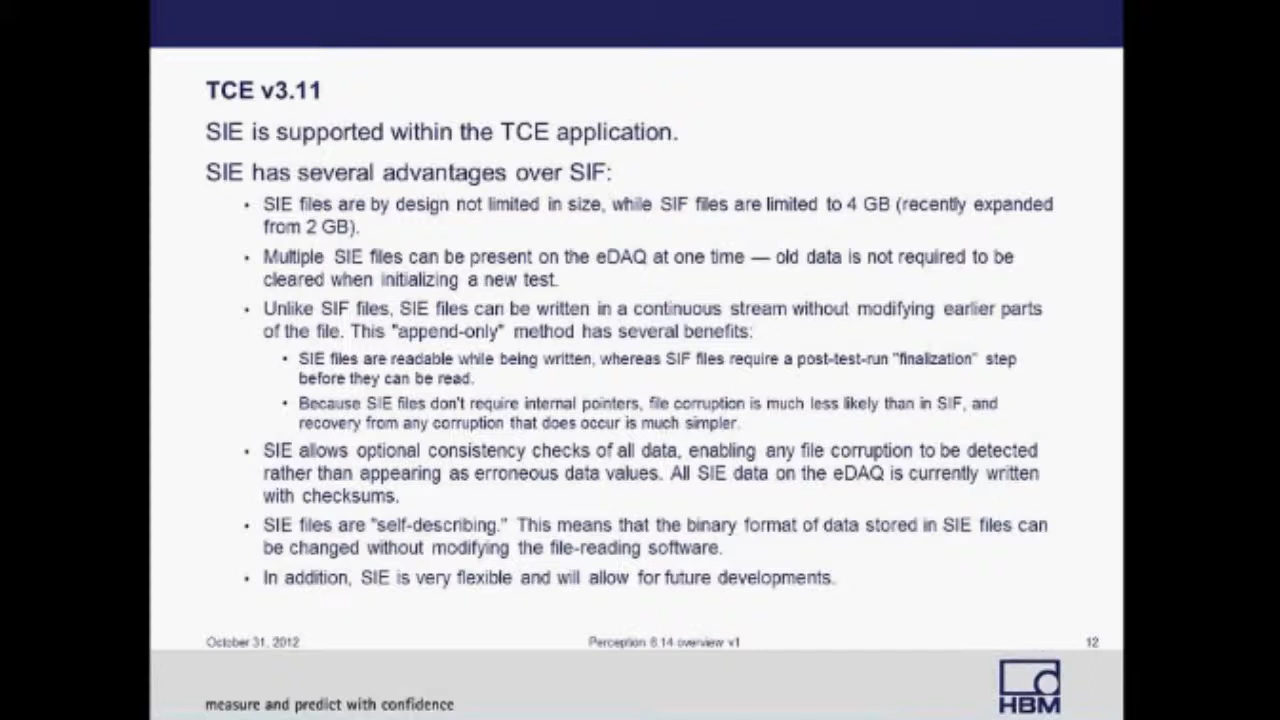 TCE v3.11
SIE is supported within the TCE application.
SIE has several advantages over SIF:
• SIE files are by design not limited in size, while SIF files are limited to 4 GB (recently expanded
from 2 GB).
• Multiple SIE files can be present on the eDAQ at one time — old data is not required to be
cleared when initializing a new test.
• Unlike SIF files, SIE files can be written in a continuous stream without modifying earlier parts
of the file. This "append-only" method has several benefits:
• SIE files are readable while being written, whereas SIF files require a post-test-run "finalization" step
before they can be read.
• Because SIE files don't require internal pointers, file corruption is much less likely than in SIF, and
recovery from any corruption that does occur is much simpler.
• SIE allows optional consistency checks of all data, enabling any file corruption to be detected
rather than appearing as erroneous data values. All SIE data on the eDAQ is currently written
with checksums.
• SIE files are "self-describing." This means that the binary format of data stored in SIE files can
be changed without modifying the file-reading software.
• In addition, SIE is very flexible and will allow for future developments.
October 31, 2012
Perception 6.14 overview v1
12
measure and predict with confidence
HBM